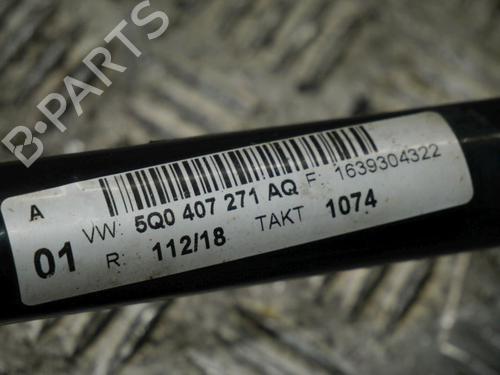 B-PARTS
A
01 VW: 5Q0 407 271 AQ F: 1639304322
R: 112/18 TAKT 1074